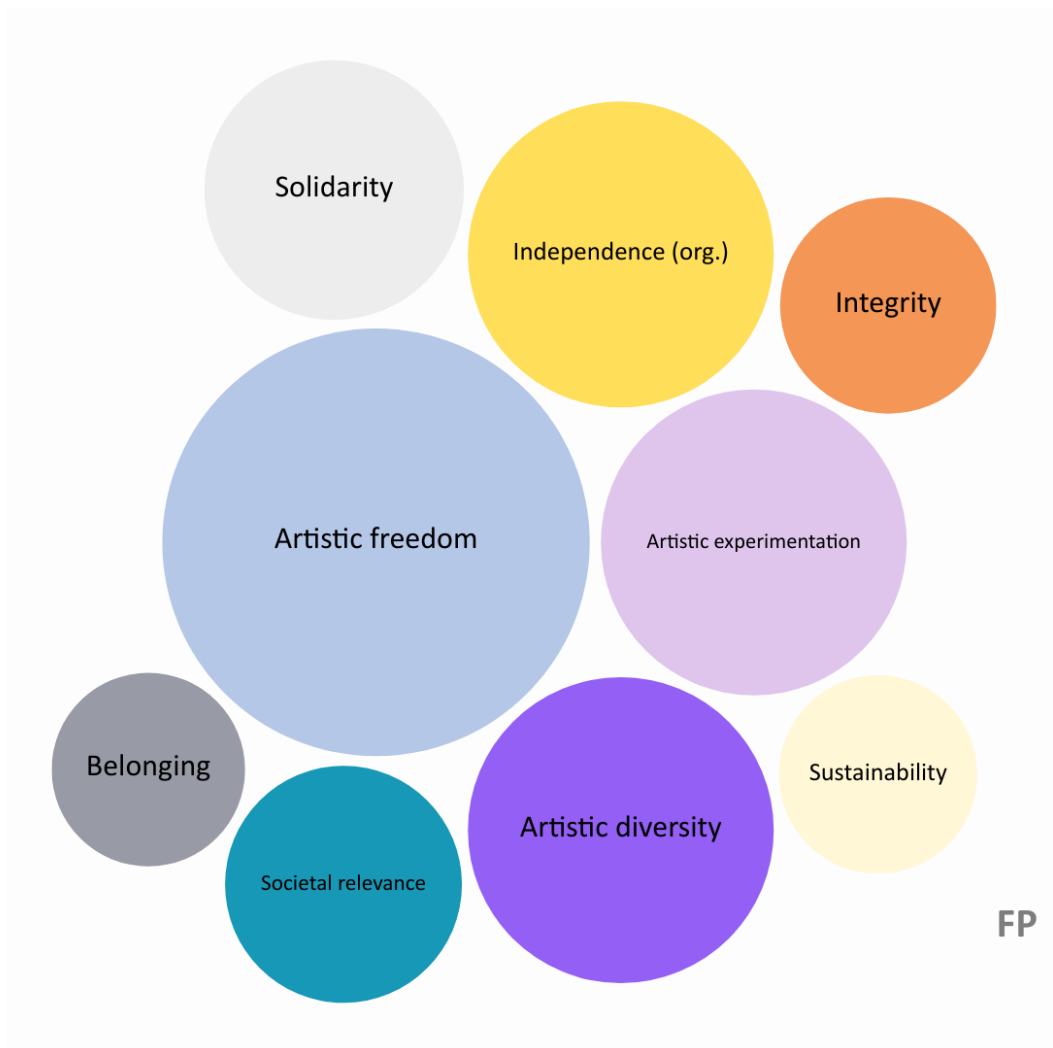 Solidarity
Independence (org.)
Integrity
Artistic freedom
Artistic experimentation
Belonging
Sustainability
Artistic diversity
Societal relevance
FP